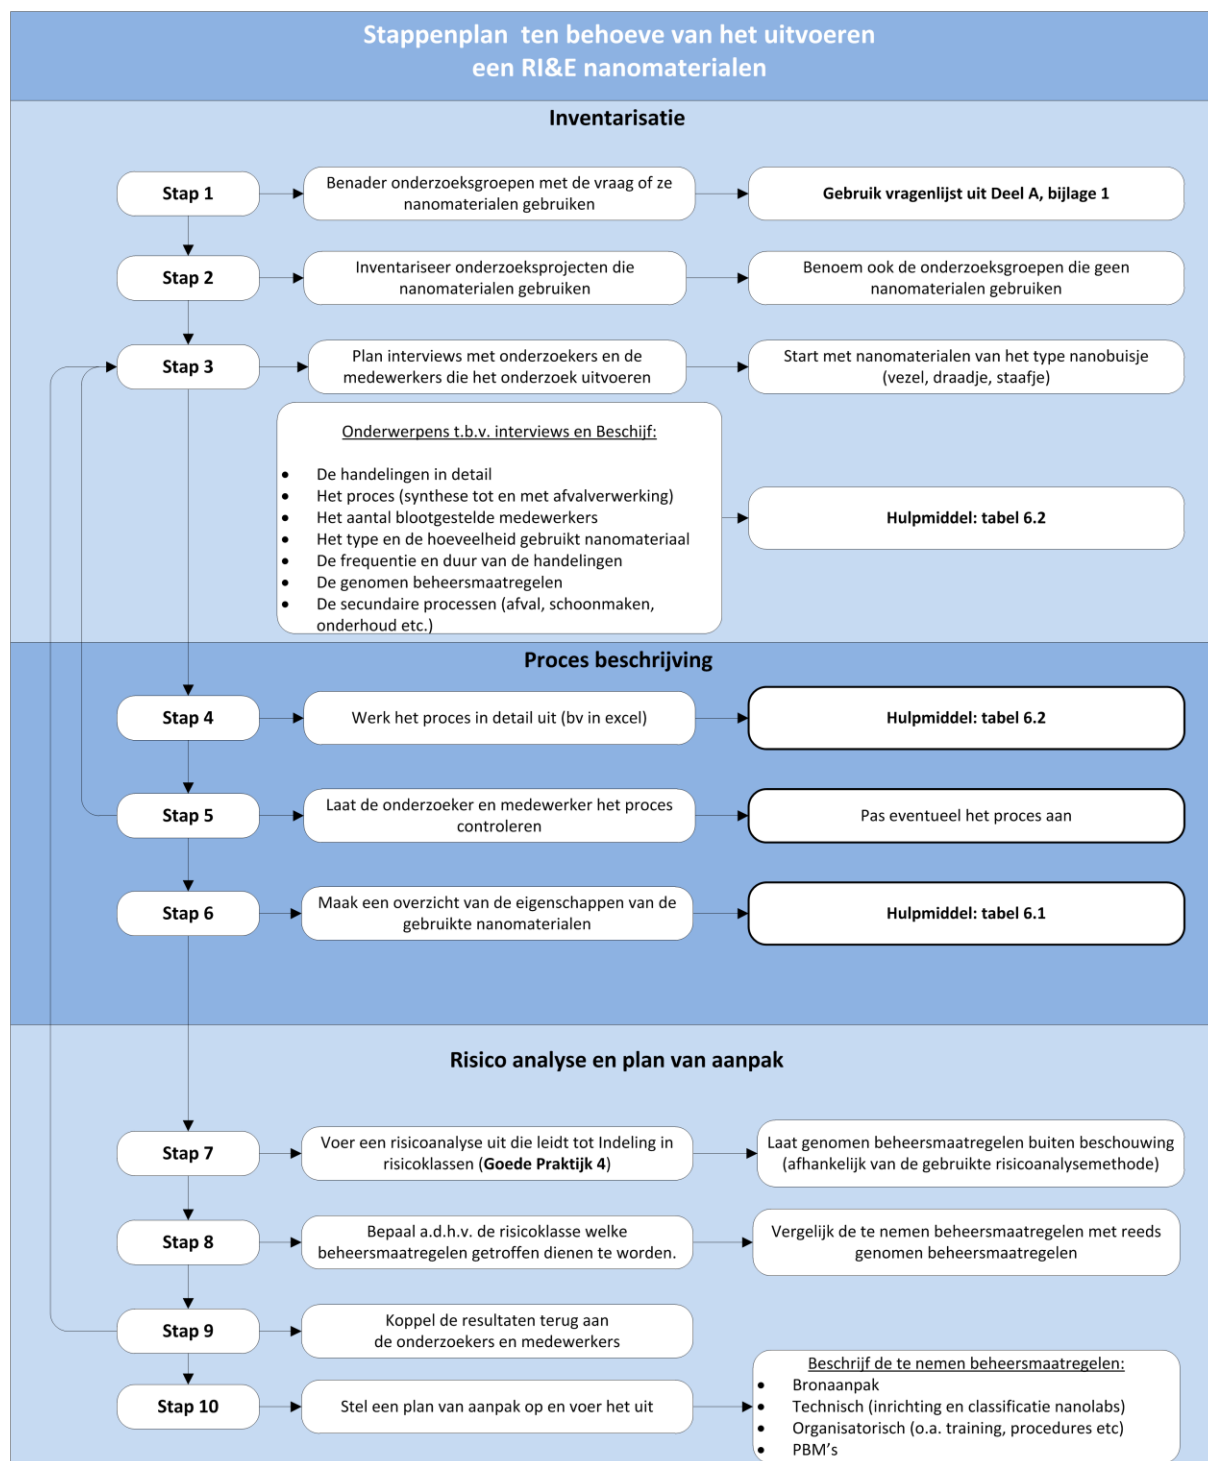 Stappenplan ten behoeve van het uitvoeren
een RI&E nanomaterialen
Inventarisatie
Stap 1
Benader onderzoeksgroepen met de vraag of ze
nanomaterialen gebruiken
Gebruik vragenlijst uit Deel A, bijlage 1
Stap 2
Inventariseer onderzoeksprojecten die
nanomaterialen gebruiken
Benoem ook de onderzoeksgroepen die geen
nanomaterialen gebruiken
Stap 3
Plan interviews met onderzoekers en de
medewerkers die het onderzoek uitvoeren
Start met nanomaterialen van het type nanobuisje
(vezel, draadje, staafje)
Onderwerpens t.b.v. interviews en Beschijf:
• De handelingen in detail
• Het proces (synthese tot en met afvalverwerking)
• Het aantal blootgestelde medewerkers
• Het type en de hoeveelheid gebruikt nanomateriaal
• De frequentie en duur van de handelingen
• De genomen beheersmaatregelen
• De secundaire processen (afval, schoonmaken,
onderhoud etc.)
Hulpmiddel: tabel 6.2
Proces beschrijving
Stap 4
Werk het proces in detail uit (bv in excel)
Hulpmiddel: tabel 6.2
Stap 5
Laat de onderzoeker en medewerker het proces
controleren
Pas eventueel het proces aan
Stap 6
Maak een overzicht van de eigenschappen van de
gebruikte nanomaterialen
Hulpmiddel: tabel 6.1
Risico analyse en plan van aanpak
Stap 7
Voer een risicoanalyse uit die leidt tot Indeling in
risicoklassen (Goede Praktijk 4)
Laat genomen beheersmaatregelen buiten beschouwing
(afhankelijk van de gebruikte risicoanalysemethode)
Stap 8
Bepaal a.d.h.v. de risicoklasse welke
beheersmaatregelen getroffen dienen te worden.
Vergelijk de te nemen beheersmaatregelen met reeds
genomen beheersmaatregelen
Stap 9
Koppel de resultaten terug aan
de onderzoekers en medewerkers
Stap 10
Stel een plan van aanpak op en voer het uit
Beschrijf de te nemen beheersmaatregelen:
• Bronaanpak
• Technisch (inrichting en classificatie nanolabs)
• Organisatorisch (o.a. training, procedures etc)
• PBM's